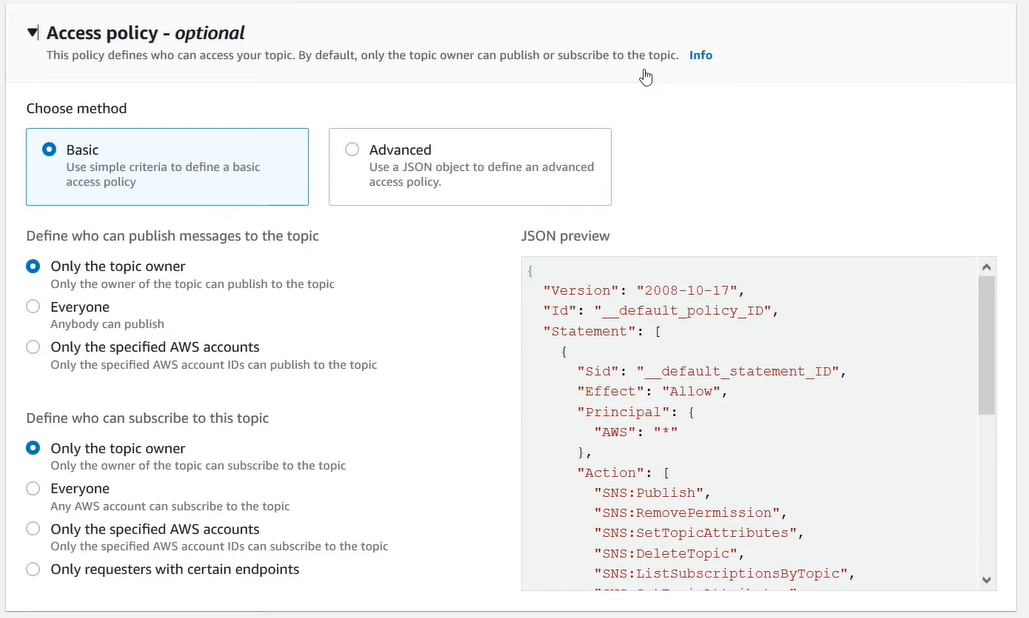 Access policy - optional
This policy defines who can access your topic. By default, only the topic owner can publish or subscribe to the topic. Info
Choose method
Basic
Use simple criteria to define a basic
access policy
Advanced
Use a JSON object to define an advanced
access policy.
Define who can publish messages to the topic
Only the topic owner
Only the owner of the topic can publish to the topic
Everyone
Anybody can publish
Only the specified AWS accounts
Only the specified AWS account IDs can publish to the topic
Define who can subscribe to this topic
Only the topic owner
Only the owner of the topic can subscribe to the topic
Everyone
Any AWS account can subscribe to the topic
Only the specified AWS accounts
Only the specified AWS account IDs can subscribe to the topic
Only requesters with certain endpoints
JSON preview
{
"Version": "2008-10-17",
"Id": "__default_policy_ID",
"Statement": [
{
"Sid": "__default_statement_ID",
"Effect": "Allow",
"Principal": {
"AWS": "*"
},
"Action": [
"SNS:Publish",
"SNS:RemovePermission",
"SNS:SetTopicAttributes",
"SNS:DeleteTopic",
"SNS:ListSubscriptionsByTopic",